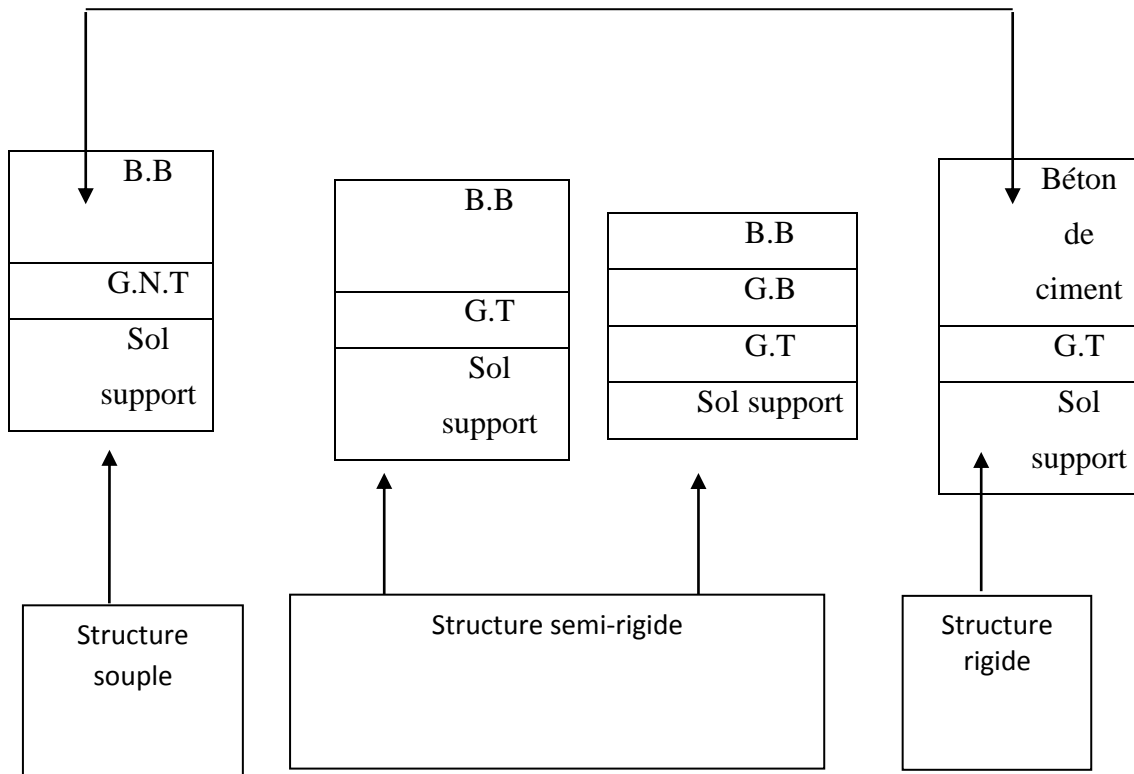 B.B
G.N.T
Sol
support
B.B
G.T
Sol
support
B.B
G.B
G.T
Sol support
Béton
de
ciment
G.T
Sol
support
Structure
souple
Structure semi-rigide
Structure
rigide